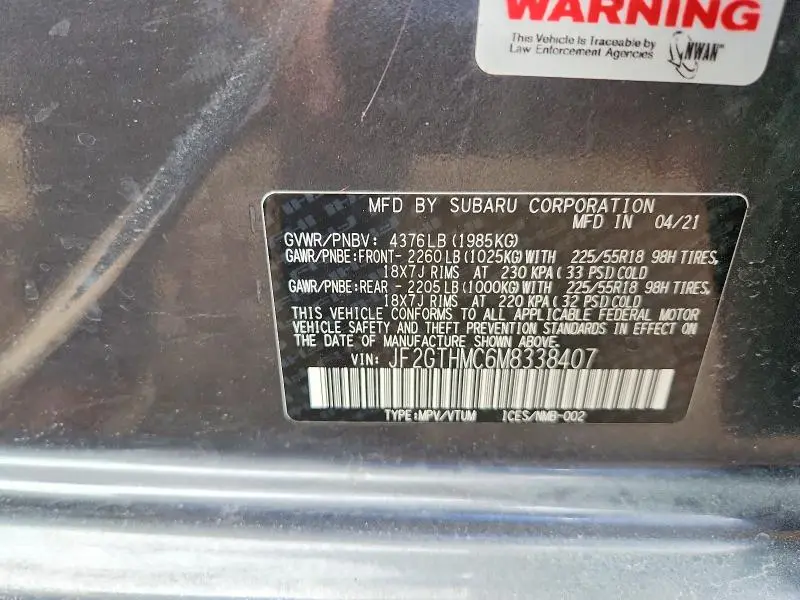 WARNING
This Vehicle Is Traceable by
Law Enforcement Agencies
NWAN
MFD BY SUBARU CORPORATION
MFD IN 04/21
GVWR/PNBV: 4376LB(1985KG)
GAWR/PNBE:FRONT- 2260LB(1025KG)WITH 225/55R18 98H TIRES,
18X7J RIMS AT 230 KPA(33 PSI)COLD
GAWR/PNBE:REAR - 2205LB(1000KG)WITH 225/55R18 98H TIRES,
18X7J RIMS AT 220 KPA(32 PSI)COLD
THIS VEHICLE CONFORMS TO ALL APPLICABLE FEDERAL MOTOR
VEHICLE SAFETY AND THEFT PREVENTION STANDARDS IN EFFECT ON
THE DATE OF MANUFACTURE SHOWN ABOVE.
VIN: JF2GTHMC6M8338407
TYPE:MPV/VTUM ICES/NMB-002